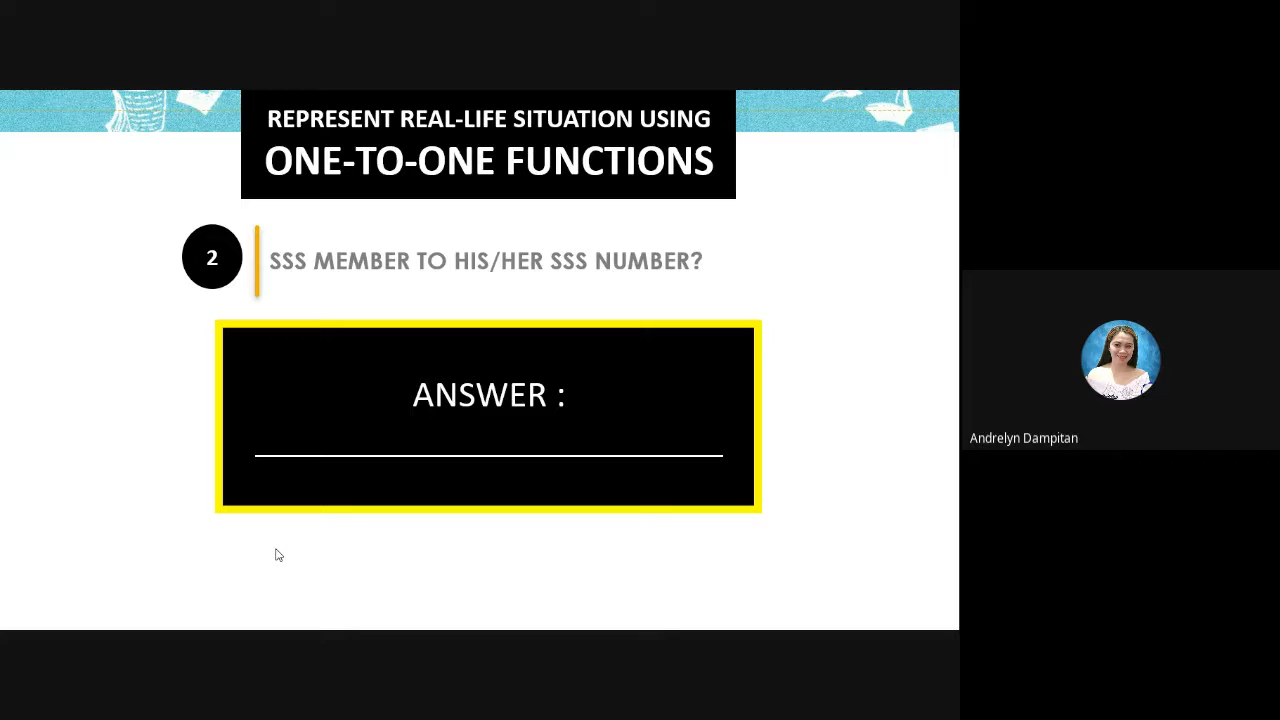 REPRESENT REAL-LIFE SITUATION USING
ONE-TO-ONE FUNCTIONS
2
SSS MEMBER TO HIS/HER SSS NUMBER?
ANSWER :
Andrelyn Dampitan